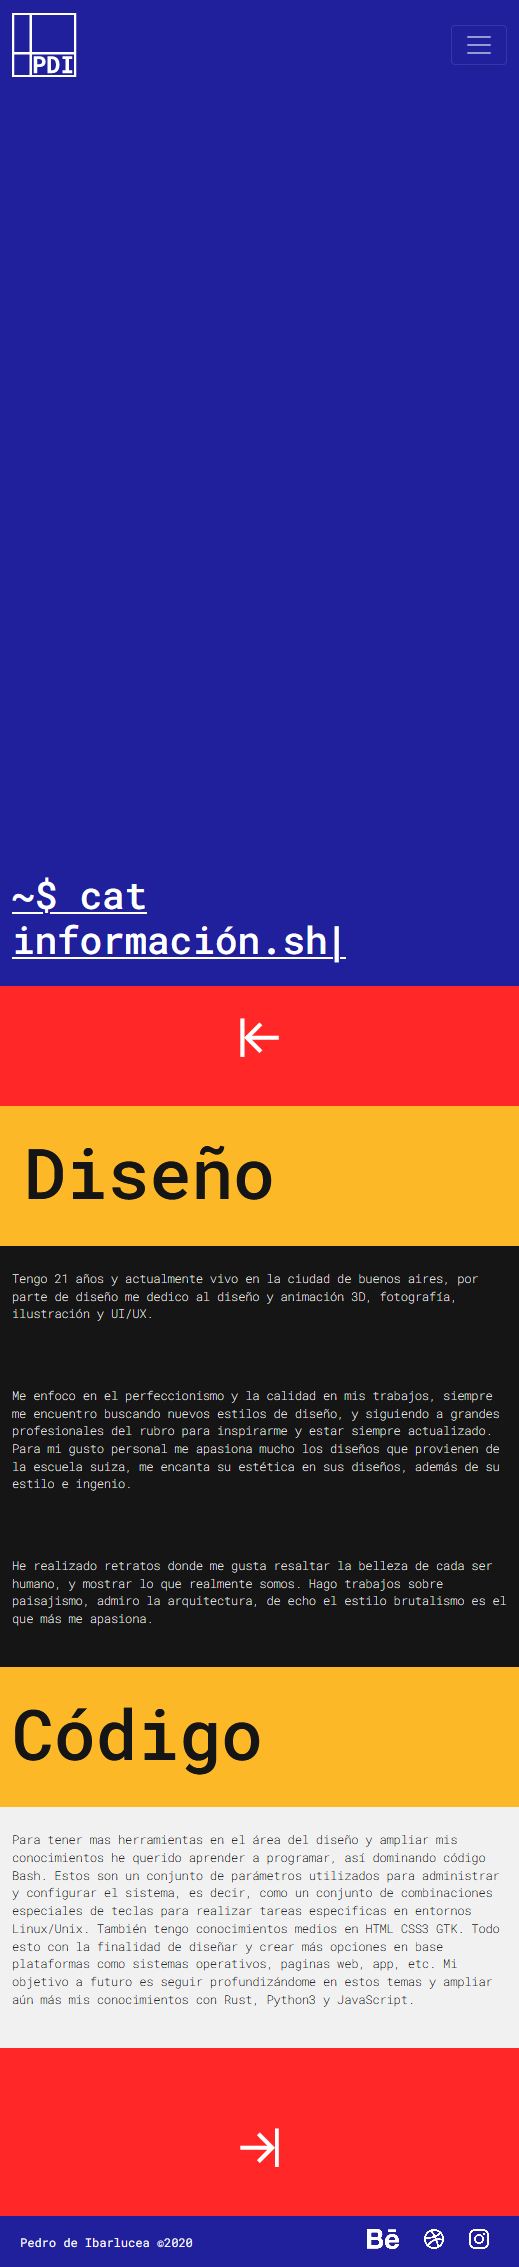 PDI
~$ cat
información.sh|
Diseño
Tengo 21 años y actualmente vivo en la ciudad de buenos aires, por
parte de diseño me dedico al diseño y animación 3D, fotografía,
ilustración y UI/UX.
Me enfoco en el perfeccionismo y la calidad en mis trabajos, siempre
me encuentro buscando nuevos estilos de diseño, y siguiendo a grandes
profesionales del rubro para inspirarme y estar siempre actualizado.
Para mi gusto personal me apasiona mucho los diseños que provienen de
la escuela suiza, me encanta su estética en sus diseños, además de su
estilo e ingenio.
He realizado retratos donde me gusta resaltar la belleza de cada ser
humano, y mostrar lo que realmente somos. Hago trabajos sobre
paisajismo, admiro la arquitectura, de echo el estilo brutalismo es el
que más me apasiona.
Código
Para tener mas herramientas en el área del diseño y ampliar mis
conocimientos he querido aprender a programar, así dominando código
Bash. Estos son un conjunto de parámetros utilizados para administrar
y configurar el sistema, es decir, como un conjunto de combinaciones
especiales de teclas para realizar tareas especificas en entornos
Linux/Unix. También tengo conocimientos medios en HTML CSS3 GTK. Todo
esto con la finalidad de diseñar y crear más opciones en base
plataformas como sistemas operativos, paginas web, app, etc. Mi
objetivo a futuro es seguir profundizándome en estos temas y ampliar
aún más mis conocimientos con Rust, Python3 y JavaScript.
Pedro de Ibarlucea ©2020
Bē